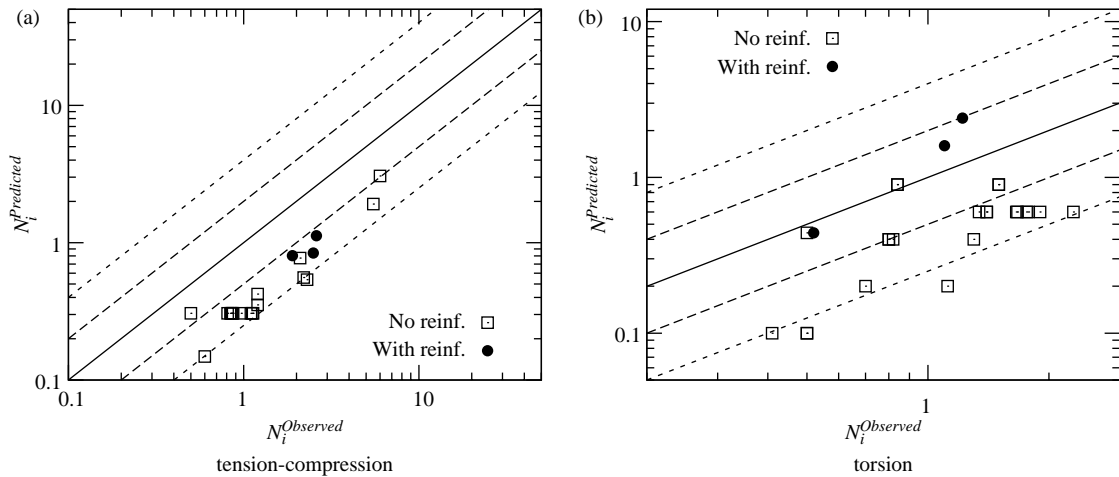 (a)
10
1
0.1
0.1
1
10
N_i^Predicted
N_i^Observed
No reinf.
With reinf.
tension-compression
(b)
10
1
0.1
1
N_i^Predicted
N_i^Observed
No reinf.
With reinf.
torsion